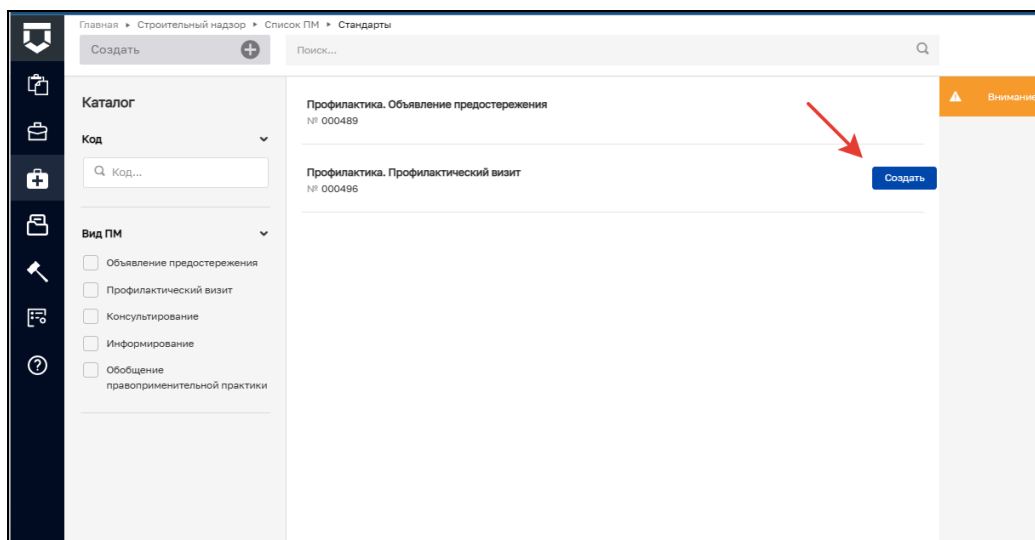 Главная ▸ Строительный надзор ▸ Список ПМ ▸ Стандарты
Создать
Поиск...
Каталог
Код
Код...
Вид ПМ
Объявление предостережения
Профилактический визит
Консультирование
Информирование
Обобщение
правоприменительной практики
Профилактика. Объявление предостережения
№ 000489
Профилактика. Профилактический визит
№ 000496
Создать
Внимание